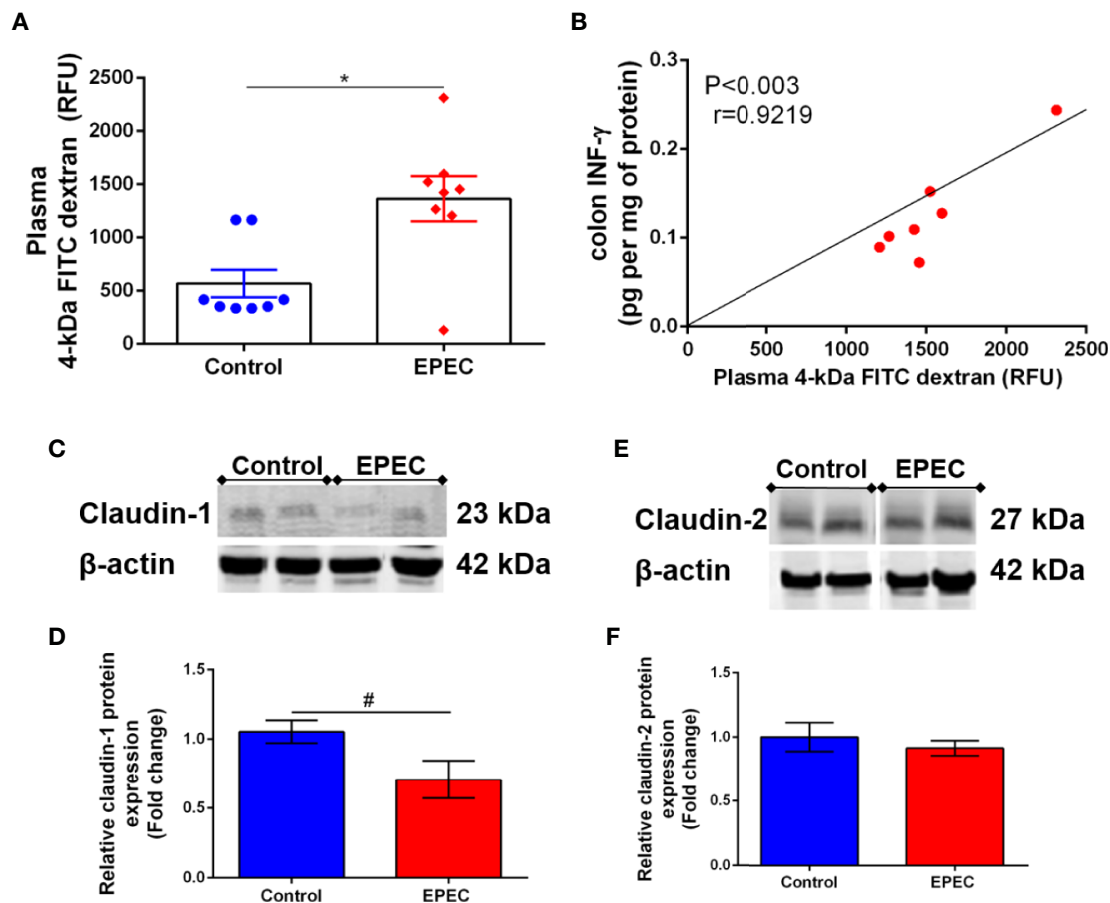 A
Plasma
4-kDa FITC dextran (RFU)
2500
2000
1500
1000
500
0
*
Control
EPEC
B
colon INF-γ
(pg per mg of protein)
0.3
0.2
0.1
0.0
P<0.003
r=0.9219
0
500
1000
1500
2000
2500
Plasma 4-kDa FITC dextran (RFU)
C
Control
EPEC
Claudin-1
23 kDa
β-actin
42 kDa
E
Control
EPEC
Claudin-2
27 kDa
β-actin
42 kDa
D
Relative claudin-1 protein
expression
(Fold change)
1.5
1.0
0.5
0.0
#
Control
EPEC
F
Relative claudin-2 protein
expression
(Fold change)
1.5
1.0
0.5
0.0
Control
EPEC